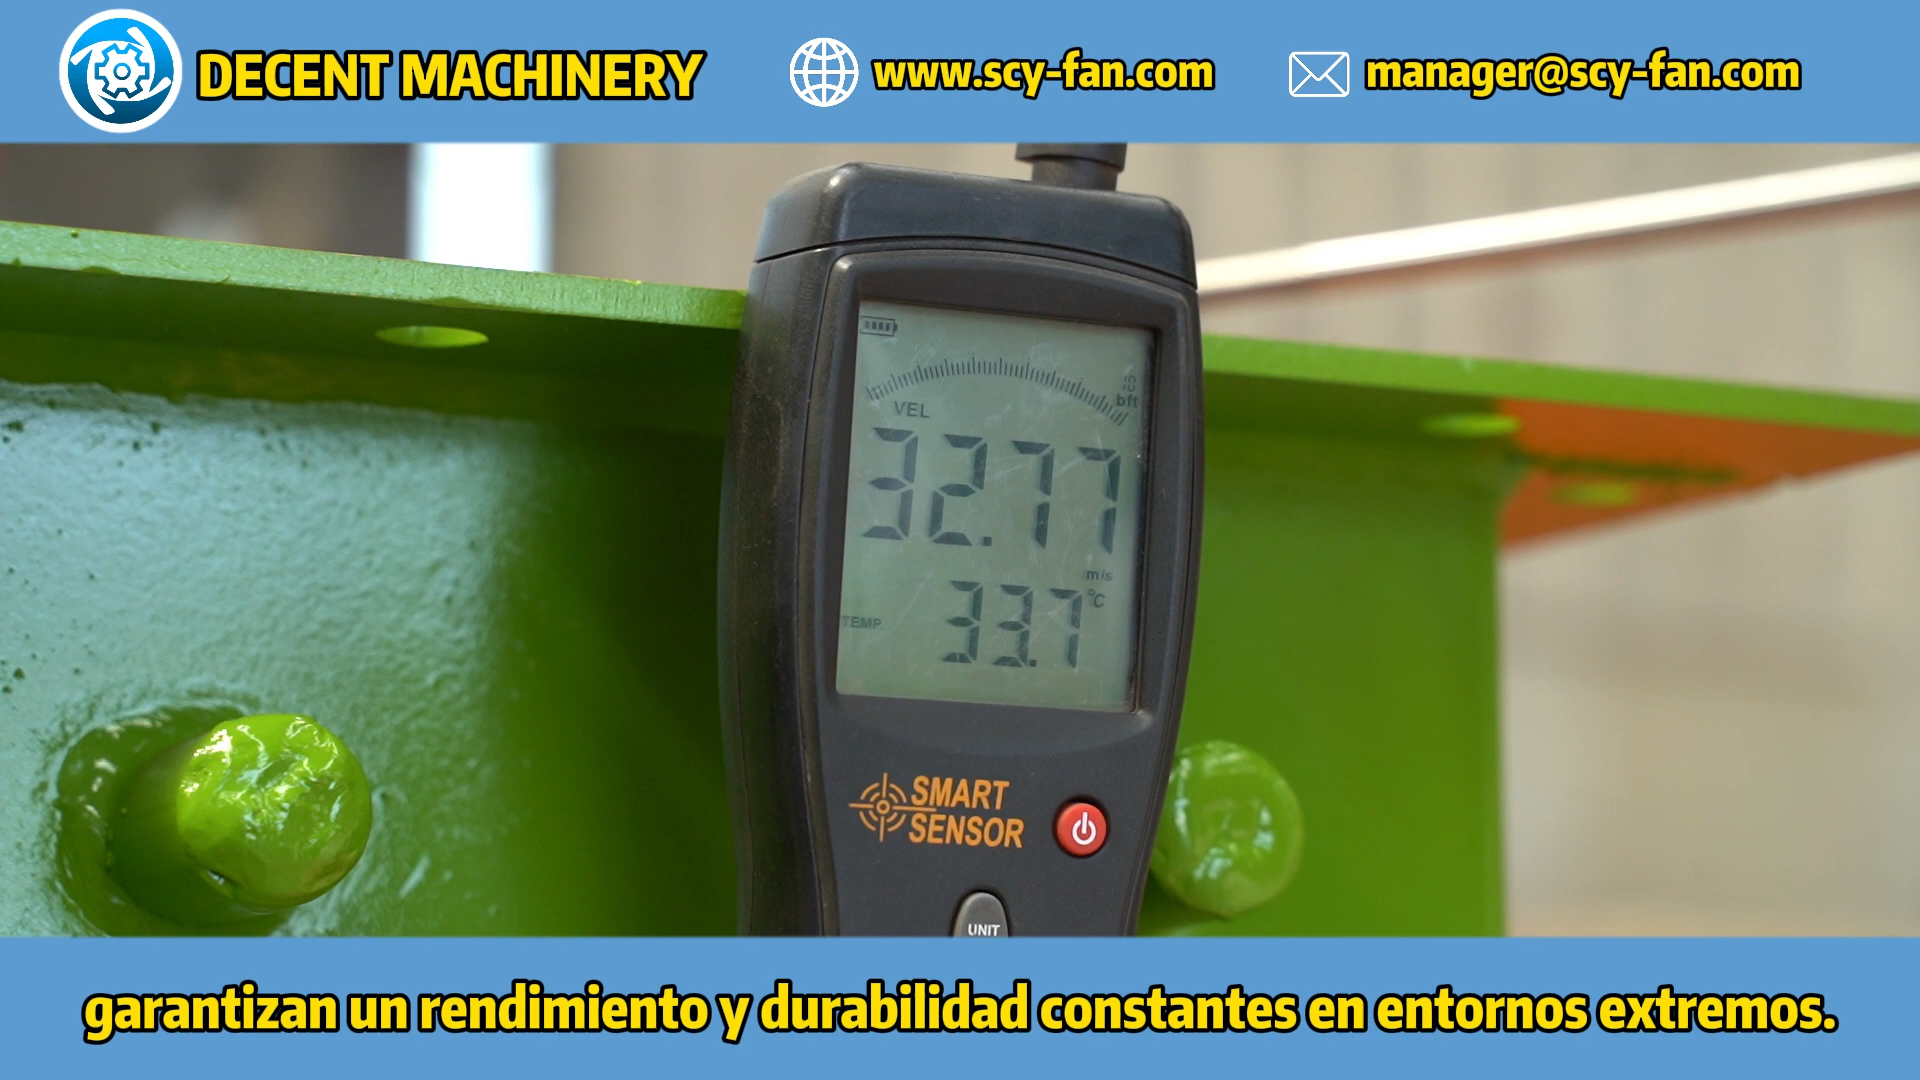 DECENT MACHINERY
www.scy-fan.com
manager@scy-fan.com
bft
VEL
32.77
m/s
TEMP. 33.7 °C
SMART
SENSOR
UNIT
garantizan un rendimiento y durabilidad constantes en entornos extremos.